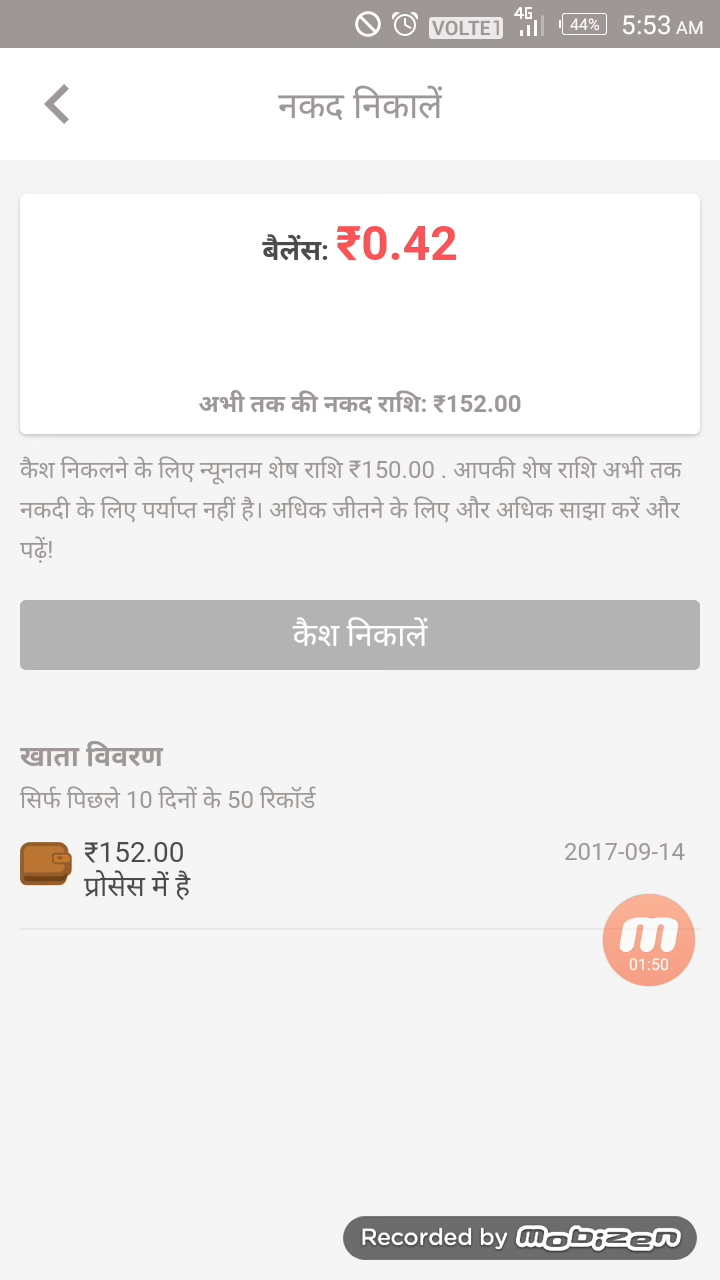 VOLTE1 4G 44% 5:53 AM
नकद निकालें
बैलेंस: ₹0.42
अभी तक की नकद राशि: ₹152.00
कैश निकलने के लिए न्यूनतम शेष राशि ₹150.00 . आपकी शेष राशि अभी तक
नकदी के लिए पर्याप्त नहीं है। अधिक जीतने के लिए और अधिक साझा करें और
पढ़ें!
कैश निकालें
खाता विवरण
सिर्फ पिछले 10 दिनों के 50 रिकॉर्ड
₹152.00 2017-09-14
प्रोसेस में है
m
01:50
Recorded by mobizen